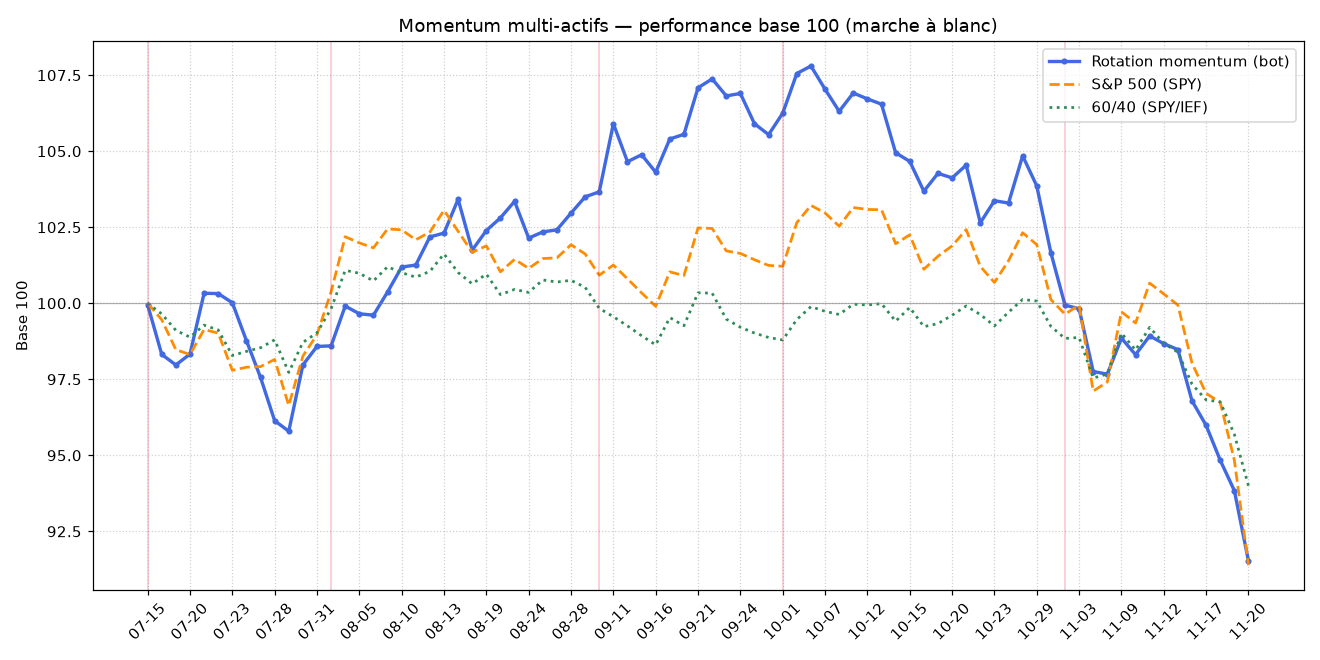 Momentum multi-actifs — performance base 100 (marche à blanc)
Rotation momentum (bot)
S&P 500 (SPY)
60/40 (SPY/IEF)
Base 100
107.5
105.0
102.5
100.0
97.5
95.0
92.5
07-15 07-20 07-23 07-28 07-31 08-05 08-10 08-13 08-19 08-24 08-28 09-11 09-16 09-21 09-24 10-01 10-07 10-12 10-15 10-20 10-23 10-29 11-03 11-09 11-12 11-17 11-20